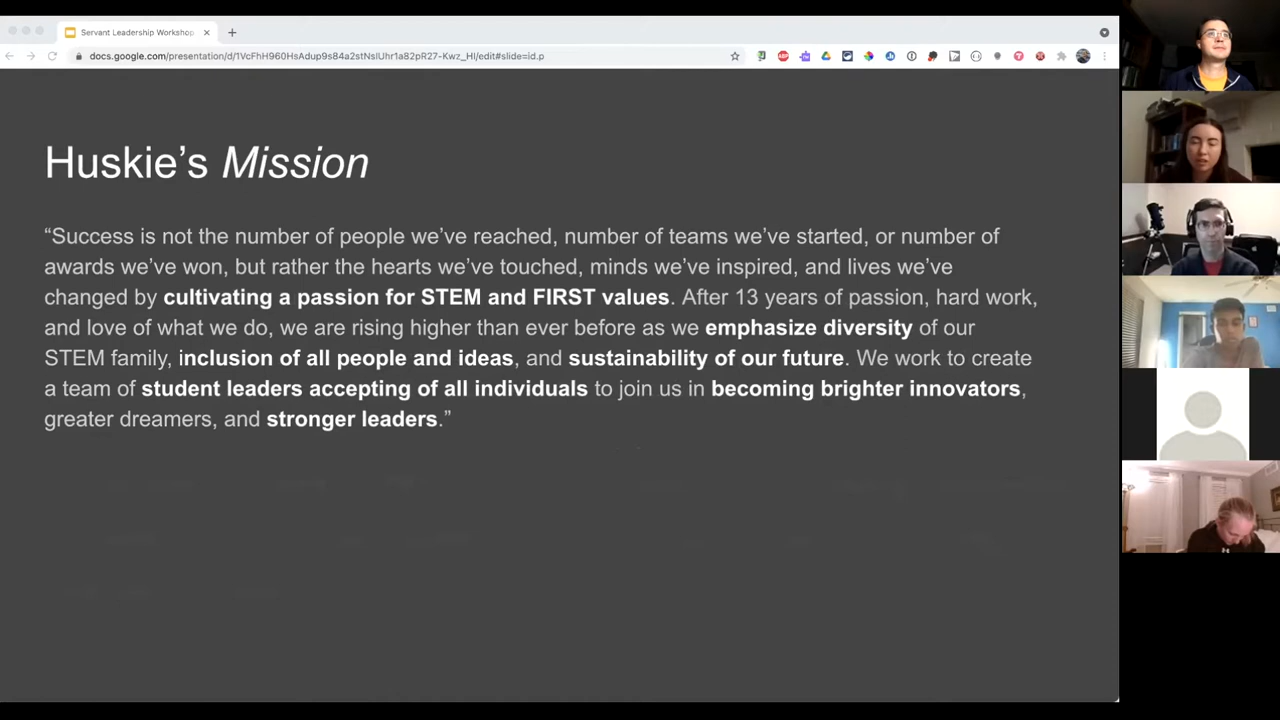 Servant Leadership Workshop
docs.google.com/presentation/d/1VcFhH960HsAdup9s84a2stNsIUhr1a82pR27-Kwz_HI/edit#slide=id.p
Huskie’s Mission
“Success is not the number of people we’ve reached, number of teams we’ve started, or number of
awards we’ve won, but rather the hearts we’ve touched, minds we’ve inspired, and lives we’ve
changed by cultivating a passion for STEM and FIRST values. After 13 years of passion, hard work,
and love of what we do, we are rising higher than ever before as we emphasize diversity of our
STEM family, inclusion of all people and ideas, and sustainability of our future. We work to create
a team of student leaders accepting of all individuals to join us in becoming brighter innovators,
greater dreamers, and stronger leaders.”